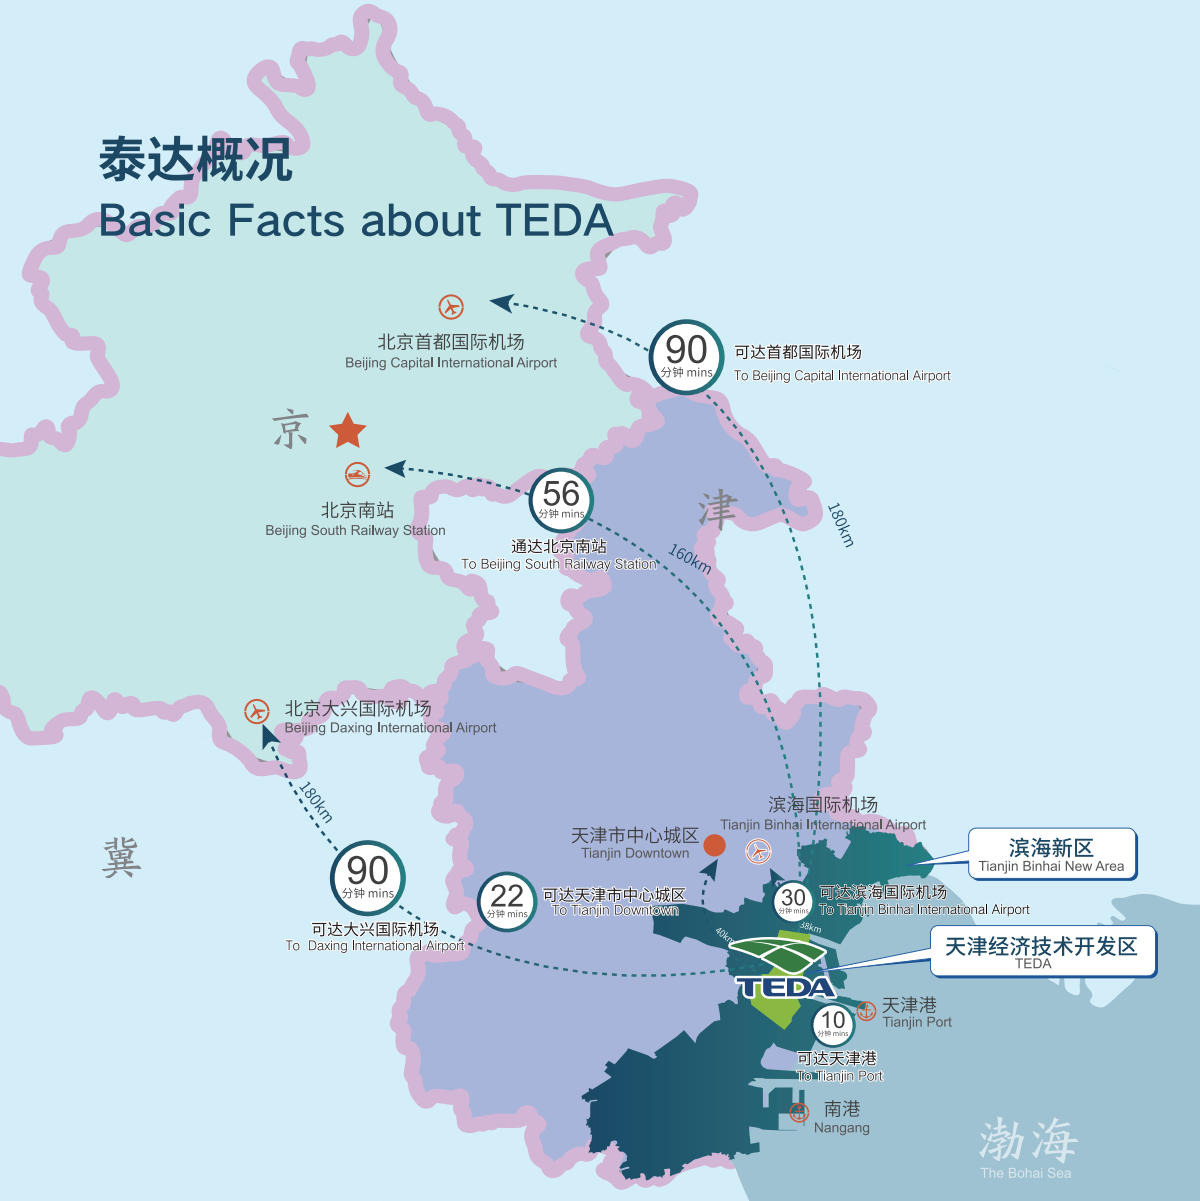 泰达概况
Basic Facts about TEDA
北京首都国际机场
Beijing Capital International Airport
90
分钟 mins
可达首都国际机场
To Beijing Capital International Airport
京
北京南站
Beijing South Railway Station
56
分钟 mins
通达北京南站
To Beijing South Railway Station
津
160km
180km
北京大兴国际机场
Beijing Daxing International Airport
180km
冀
90
分钟 mins
可达大兴国际机场
To Daxing International Airport
22
分钟 mins
可达天津市中心城区
To Tianjin Downtown
天津市中心城区
Tianjin Downtown
滨海国际机场
Tianjin Binhai International Airport
30
分钟 mins
可达滨海国际机场
To Tianjin Binhai International Airport
38km
40km
滨海新区
Tianjin Binhai New Area
天津经济技术开发区
TEDA
TEDA
10
分钟 mins
可达天津港
To Tianjin Port
天津港
Tianjin Port
南港
Nangang
渤海
The Bohai Sea